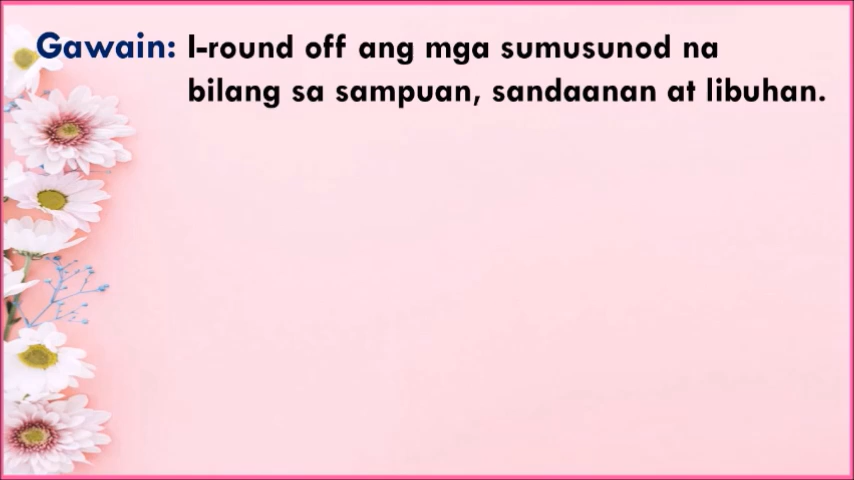 Gawain: I-round off ang mga sumusunod na
bilang sa sampuan, sandaanan at libuhan.